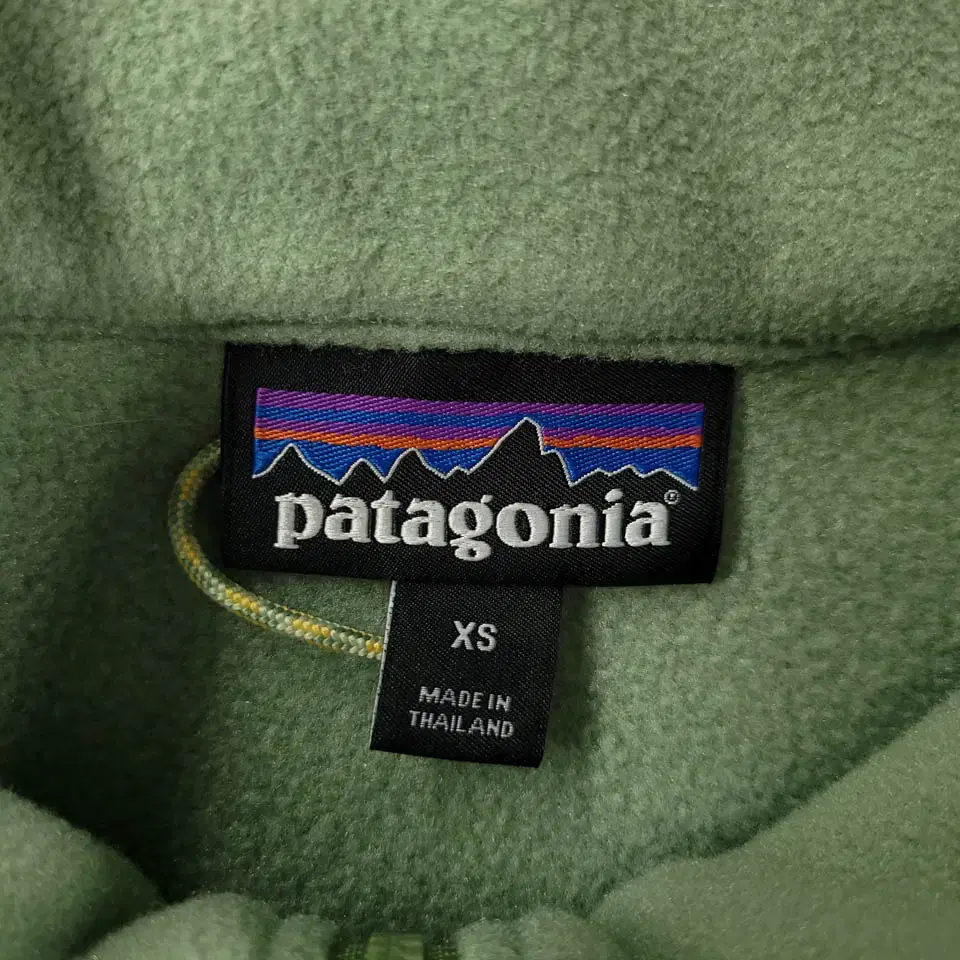 patagonia®
XS
MADE IN
THAILAND